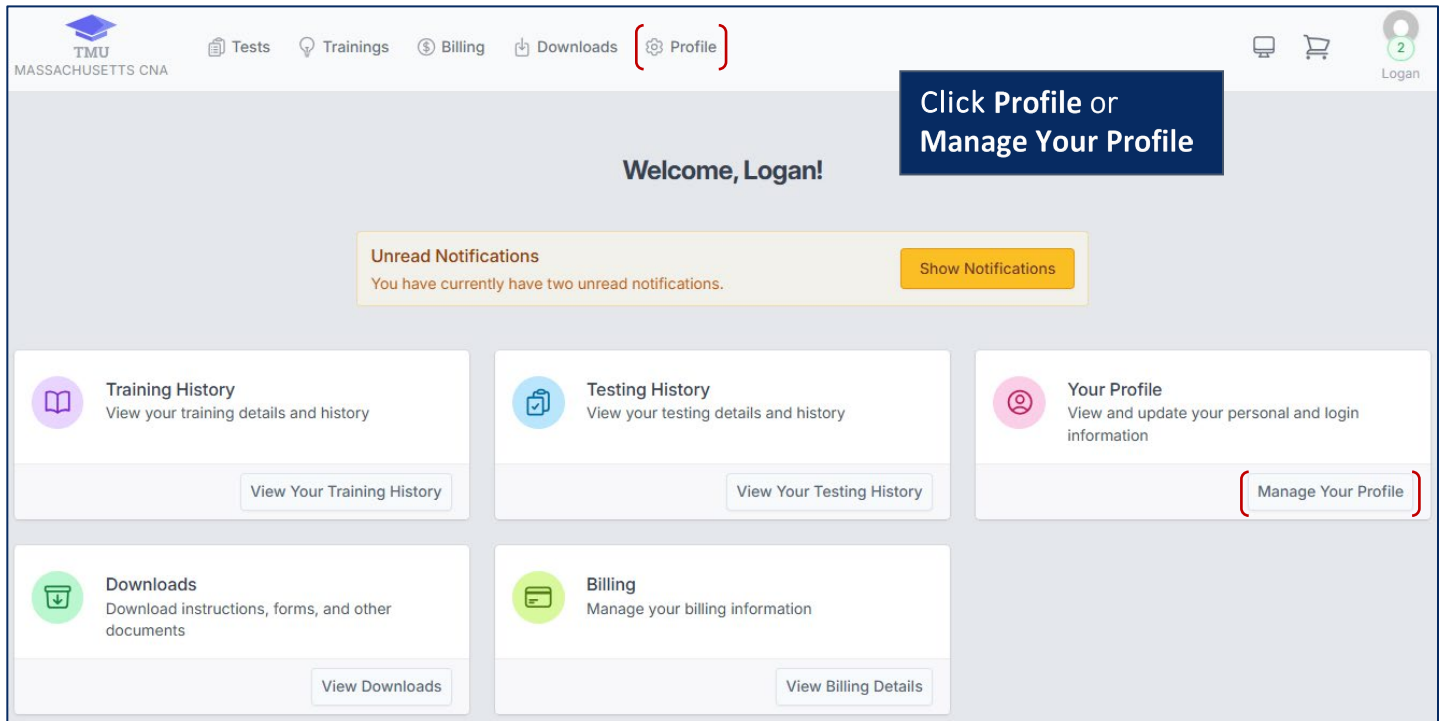 TMU
MASSACHUSETTS CNA
Tests
Trainings
Billing
Downloads
Profile
2
Logan
Click Profile or
Manage Your Profile
Welcome, Logan!
Unread Notifications
You have currently have two unread notifications.
Show Notifications
Training History
View your training details and history
View Your Training History
Testing History
View your testing details and history
View Your Testing History
Your Profile
View and update your personal and login
information
Manage Your Profile
Downloads
Download instructions, forms, and other
documents
View Downloads
Billing
Manage your billing information
View Billing Details